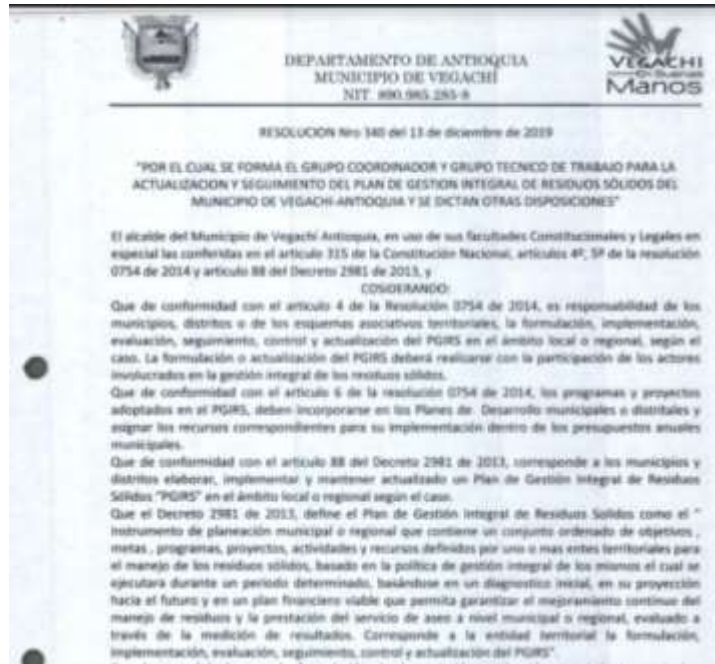 DEPARTAMENTO DE ANTIOQUIA
MUNICIPIO DE VEGACHÍ
NIT. 890.985.285-8
VEGACHI
En Buenas
Manos
RESOLUCION Nro 340 del 13 de diciembre de 2019
"POR EL CUAL SE FORMA EL GRUPO COORDINADOR Y GRUPO TECNICO DE TRABAJO PARA LA
ACTUALIZACION Y SEGUIMIENTO DEL PLAN DE GESTION INTEGRAL DE RESIDUOS SÓLIDOS DEL
MUNICIPIO DE VEGACHI-ANTIOQUIA Y SE DICTAN OTRAS DISPOSICIONES"
El alcalde del Municipio de Vegachí Antioquia, en uso de sus facultades Constitucionales y Legales en
especial las conferidas en el artículo 315 de la Constitución Nacional, artículos 4º, 5º de la resolución
0754 de 2014 y artículo 88 del Decreto 2981 de 2013, y
COSIDERANDO:
Que de conformidad con el artículo 4 de la Resolución 0754 de 2014, es responsabilidad de los
municipios, distritos o de los esquemas asociativos territoriales, la formulación, implementación,
evaluación, seguimiento, control y actualización del PGIRS en el ámbito local o regional, según el
caso. La formulación o actualización del PGIRS deberá realizarse con la participación de los actores
involucrados en la gestión integral de los residuos sólidos.
Que de conformidad con el artículo 6 de la resolución 0754 de 2014, los programas y proyectos
adoptados en el PGIRS, deben incorporarse en los Planes de Desarrollo municipales o distritales y
asignar los recursos correspondientes para su implementación dentro de los presupuestos anuales
municipales.
Que de conformidad con el artículo 88 del Decreto 2981 de 2013, corresponde a los municipios y
distritos elaborar, implementar y mantener actualizado un Plan de Gestión Integral de Residuos
Sólidos "PGIRS" en el ámbito local o regional según el caso.
Que el Decreto 2981 de 2013, define el Plan de Gestión Integral de Residuos Solidos como el "
Instrumento de planeación municipal o regional que contiene un conjunto ordenado de objetivos ,
metas , programas, proyectos, actividades y recursos definidos por uno o mas entes territoriales para
el manejo de los residuos sólidos, basado en la política de gestión integral de los mismos el cual se
ejecutara durante un periodo determinado, basándose en un diagnostico inicial, en su proyección
hacia el futuro y en un plan financiero viable que permita garantizar el mejoramiento continuo del
manejo de residuos y la prestación del servicio de aseo a nivel municipal o regional, evaluado a
través de la medición de resultados. Corresponde a la entidad territorial la formulación,
implementación, evaluación, seguimiento, control y actualización del PGIRS".